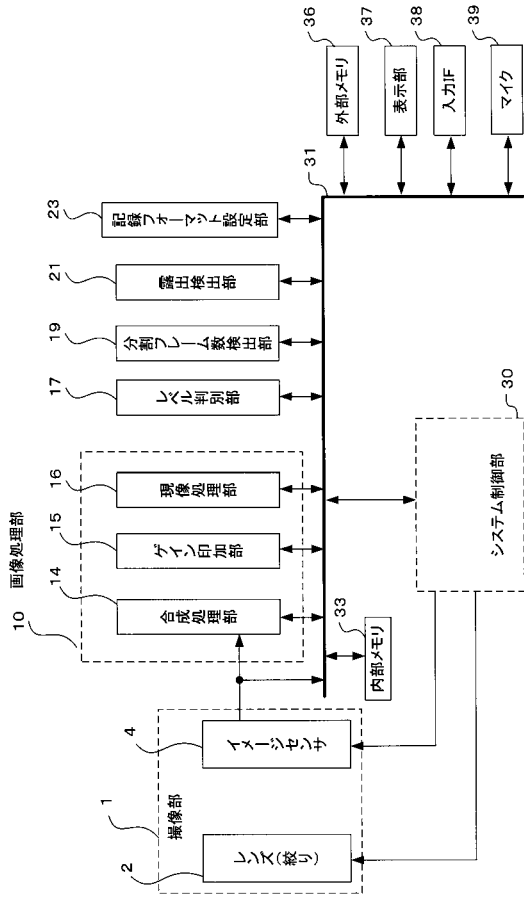 1
撮像部
2
レンズ(絞り)
4
イメージセンサ
10
画像処理部
14
合成処理部
15
ゲイン印加部
16
現像処理部
17
レベル判別部
19
分割フレーム数検出部
21
露出検出部
23
記録フォーマット設定部
31
33
内部メモリ
30
システム制御部
36
外部メモリ
37
表示部
38
入力IF
39
マイク